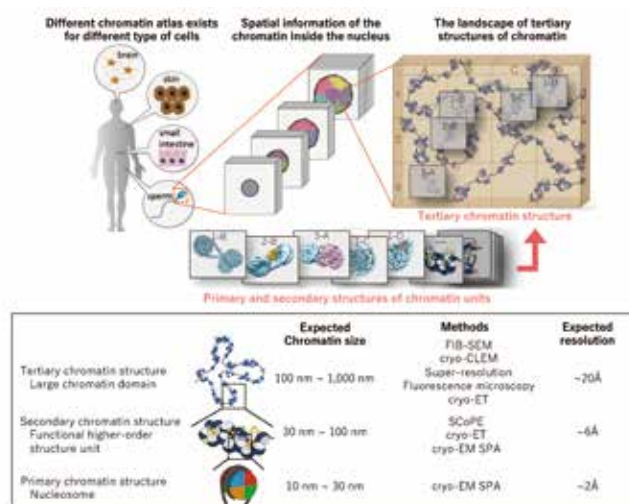 Different chromatin atlas exists
for different type of cells
Spatial information of the
chromatin inside the nucleus
The landscape of tertiary
structures of chromatin
brain
skin
small
intestine
sperm
Tertiary chromatin structure
Primary and secondary structures of chromatin units
Expected
Chromatin size
Methods
Expected
resolution
Tertiary chromatin structure
Large chromatin domain
100 nm ~ 1,000 nm
FIB-SEM
cryo-CLEM
Super-resolution
Fluorescence microscopy
cryo-ET
~20Å
Secondary chromatin structure
Functional higher-order
structure unit
30 nm ~ 100 nm
SCoPE
cryo-ET
cryo-EM SPA
~6Å
Primary chromatin structure
Nucleosome
10 nm ~ 30 nm
cryo-EM SPA
~2Å